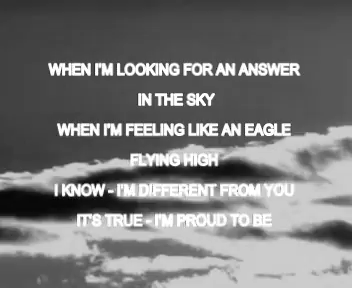 WHEN I'M LOOKING FOR AN ANSWER
IN THE SKY
WHEN I'M FEELING LIKE AN EAGLE
FLYING HIGH
I KNOW - I'M DIFFERENT FROM YOU
IT'S TRUE - I'M PROUD TO BE